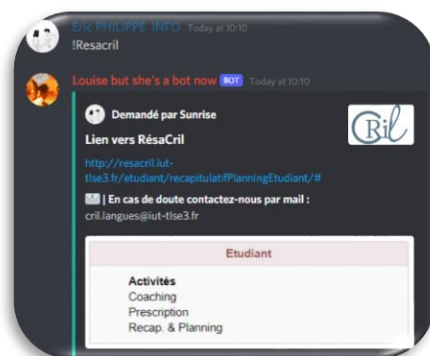 Eric PHILIPPE INFO Today at 10:10
!Resacril
Louise but she's a bot now BOT Today at 10:10
Demandé par Sunrise
CRil
Lien vers RésaCril
http://resacril.iut-
tlse3.fr/etudiant/recapitulatifPlanningEtudiant/#
| En cas de doute contactez-nous par mail :
cril.langues@iut-tlse3.fr
Etudiant
Activités
Coaching
Prescription
Recap. & Planning